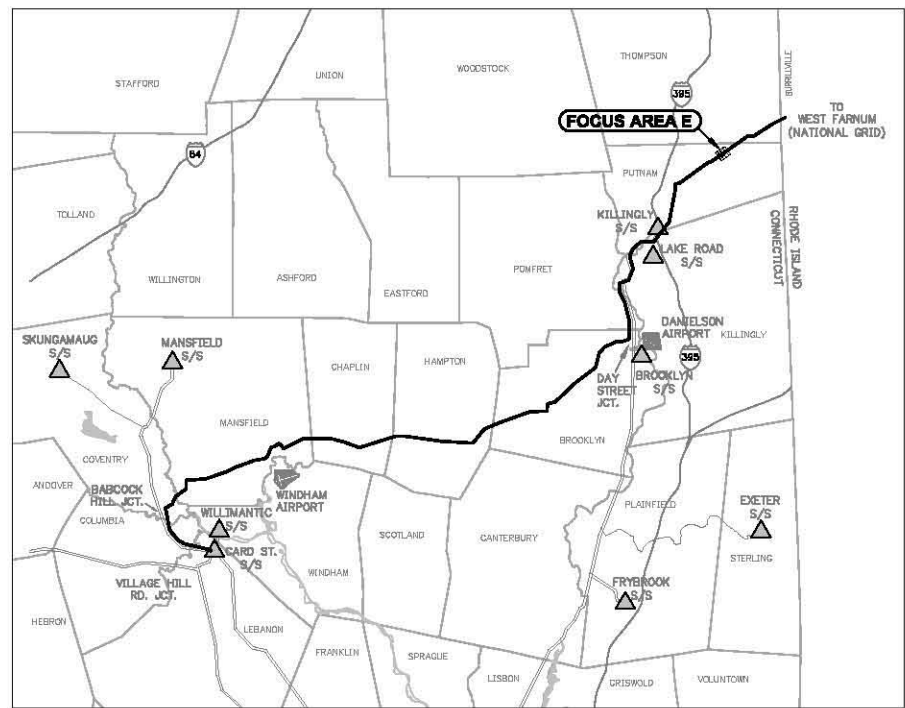 THOMPSON
BURRILLVILLE
STAFFORD
UNION
WOODSTOCK
395
TO
WEST FARNUM
(NATIONAL GRID)
FOCUS AREA E
84
PUTNAM
TOLLAND
KILLINGLY
S/S
LAKE ROAD
S/S
RHODE ISLAND
CONNECTICUT
WILLINGTON
ASHFORD
EASTFORD
POMFRET
DANIELSON
AIRPORT
KILLINGLY
SKUNGAMAUG
S/S
MANSFIELD
S/S
CHAPLIN
HAMPTON
395
DAY
STREET
JCT.
BROOKLYN
S/S
MANSFIELD
BROOKLYN
COVENTRY
ANDOVER
BABCOCK
HILL JCT.
WINDHAM
AIRPORT
COLUMBIA
WILLIMANTIC
S/S
PLAINFIELD
EXETER
S/S
SCOTLAND
CANTERBURY
CARD ST.
S/S
STERLING
VILLAGE HILL
RD. JCT.
WINDHAM
FRYBROOK
S/S
HEBRON
LEBANON
FRANKLIN
SPRAGUE
LISBON
GRISWOLD
VOLUNTOWN